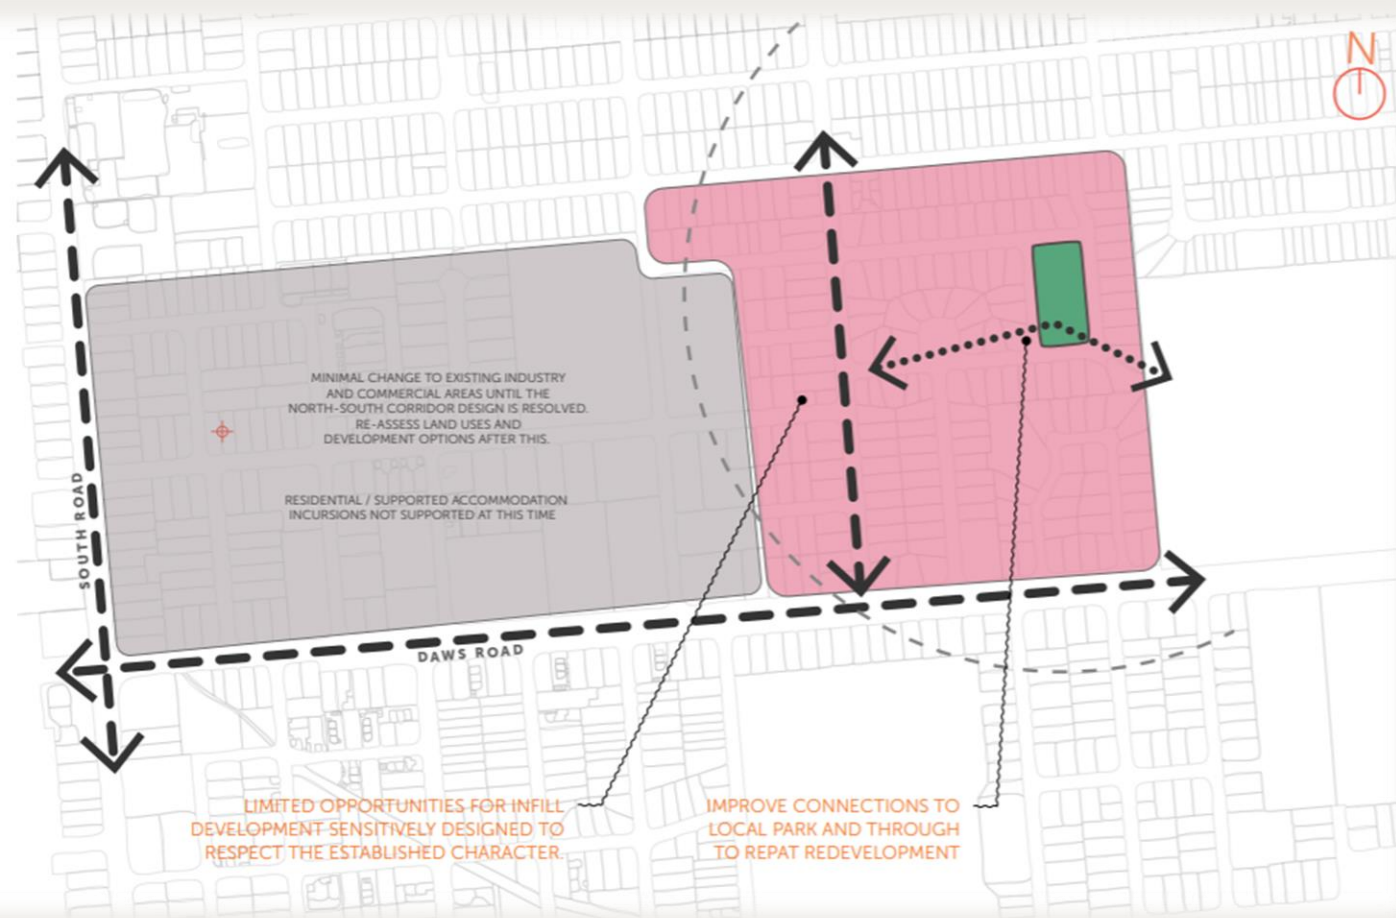 N
MINIMAL CHANGE TO EXISTING INDUSTRY
AND COMMERCIAL AREAS UNTIL THE
NORTH-SOUTH CORRIDOR DESIGN IS RESOLVED.
RE-ASSESS LAND USES AND
DEVELOPMENT OPTIONS AFTER THIS.
RESIDENTIAL / SUPPORTED ACCOMMODATION
INCURSIONS NOT SUPPORTED AT THIS TIME
SOUTH ROAD
DAWS ROAD
LIMITED OPPORTUNITIES FOR INFILL
DEVELOPMENT SENSITIVELY DESIGNED TO
RESPECT THE ESTABLISHED CHARACTER.
IMPROVE CONNECTIONS TO
LOCAL PARK AND THROUGH
TO REPAT REDEVELOPMENT